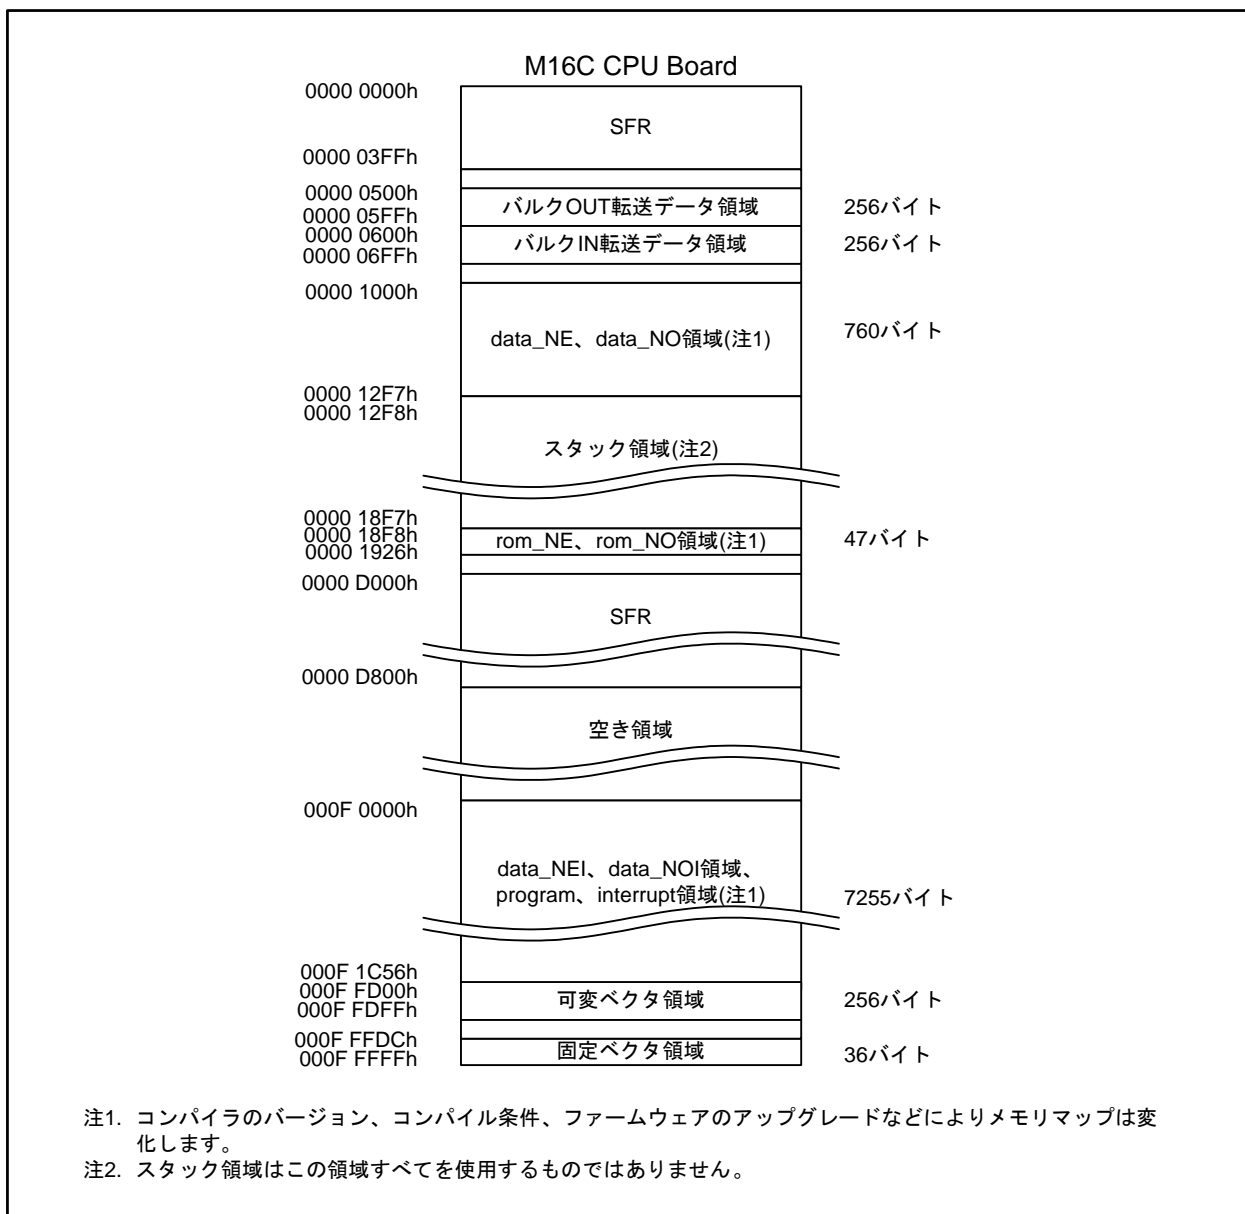 M16C CPU Board
0000 0000h
SFR
0000 03FFh
0000 0500h
バルクOUT転送データ領域
256バイト
0000 05FFh
0000 0600h
バルクIN転送データ領域
256バイト
0000 06FFh
0000 1000h
data_NE、data_NO領域(注1)
760バイト
0000 12F7h
0000 12F8h
スタック領域(注2)
0000 18F7h
0000 18F8h
rom_NE、rom_NO領域(注1)
47バイト
0000 1926h
0000 D000h
SFR
0000 D800h
空き領域
000F 0000h
data_NEI、data_NOI領域、
program、interrupt領域(注1)
7255バイト
000F 1C56h
000F FD00h
可変ベクタ領域
256バイト
000F FDFFh
000F FFDCh
固定ベクタ領域
36バイト
000F FFFFh
注1. コンパイラのバージョン、コンパイル条件、ファームウェアのアップグレードなどによりメモリマップは変
化します。
注2. スタック領域はこの領域すべてを使用するものではありません。